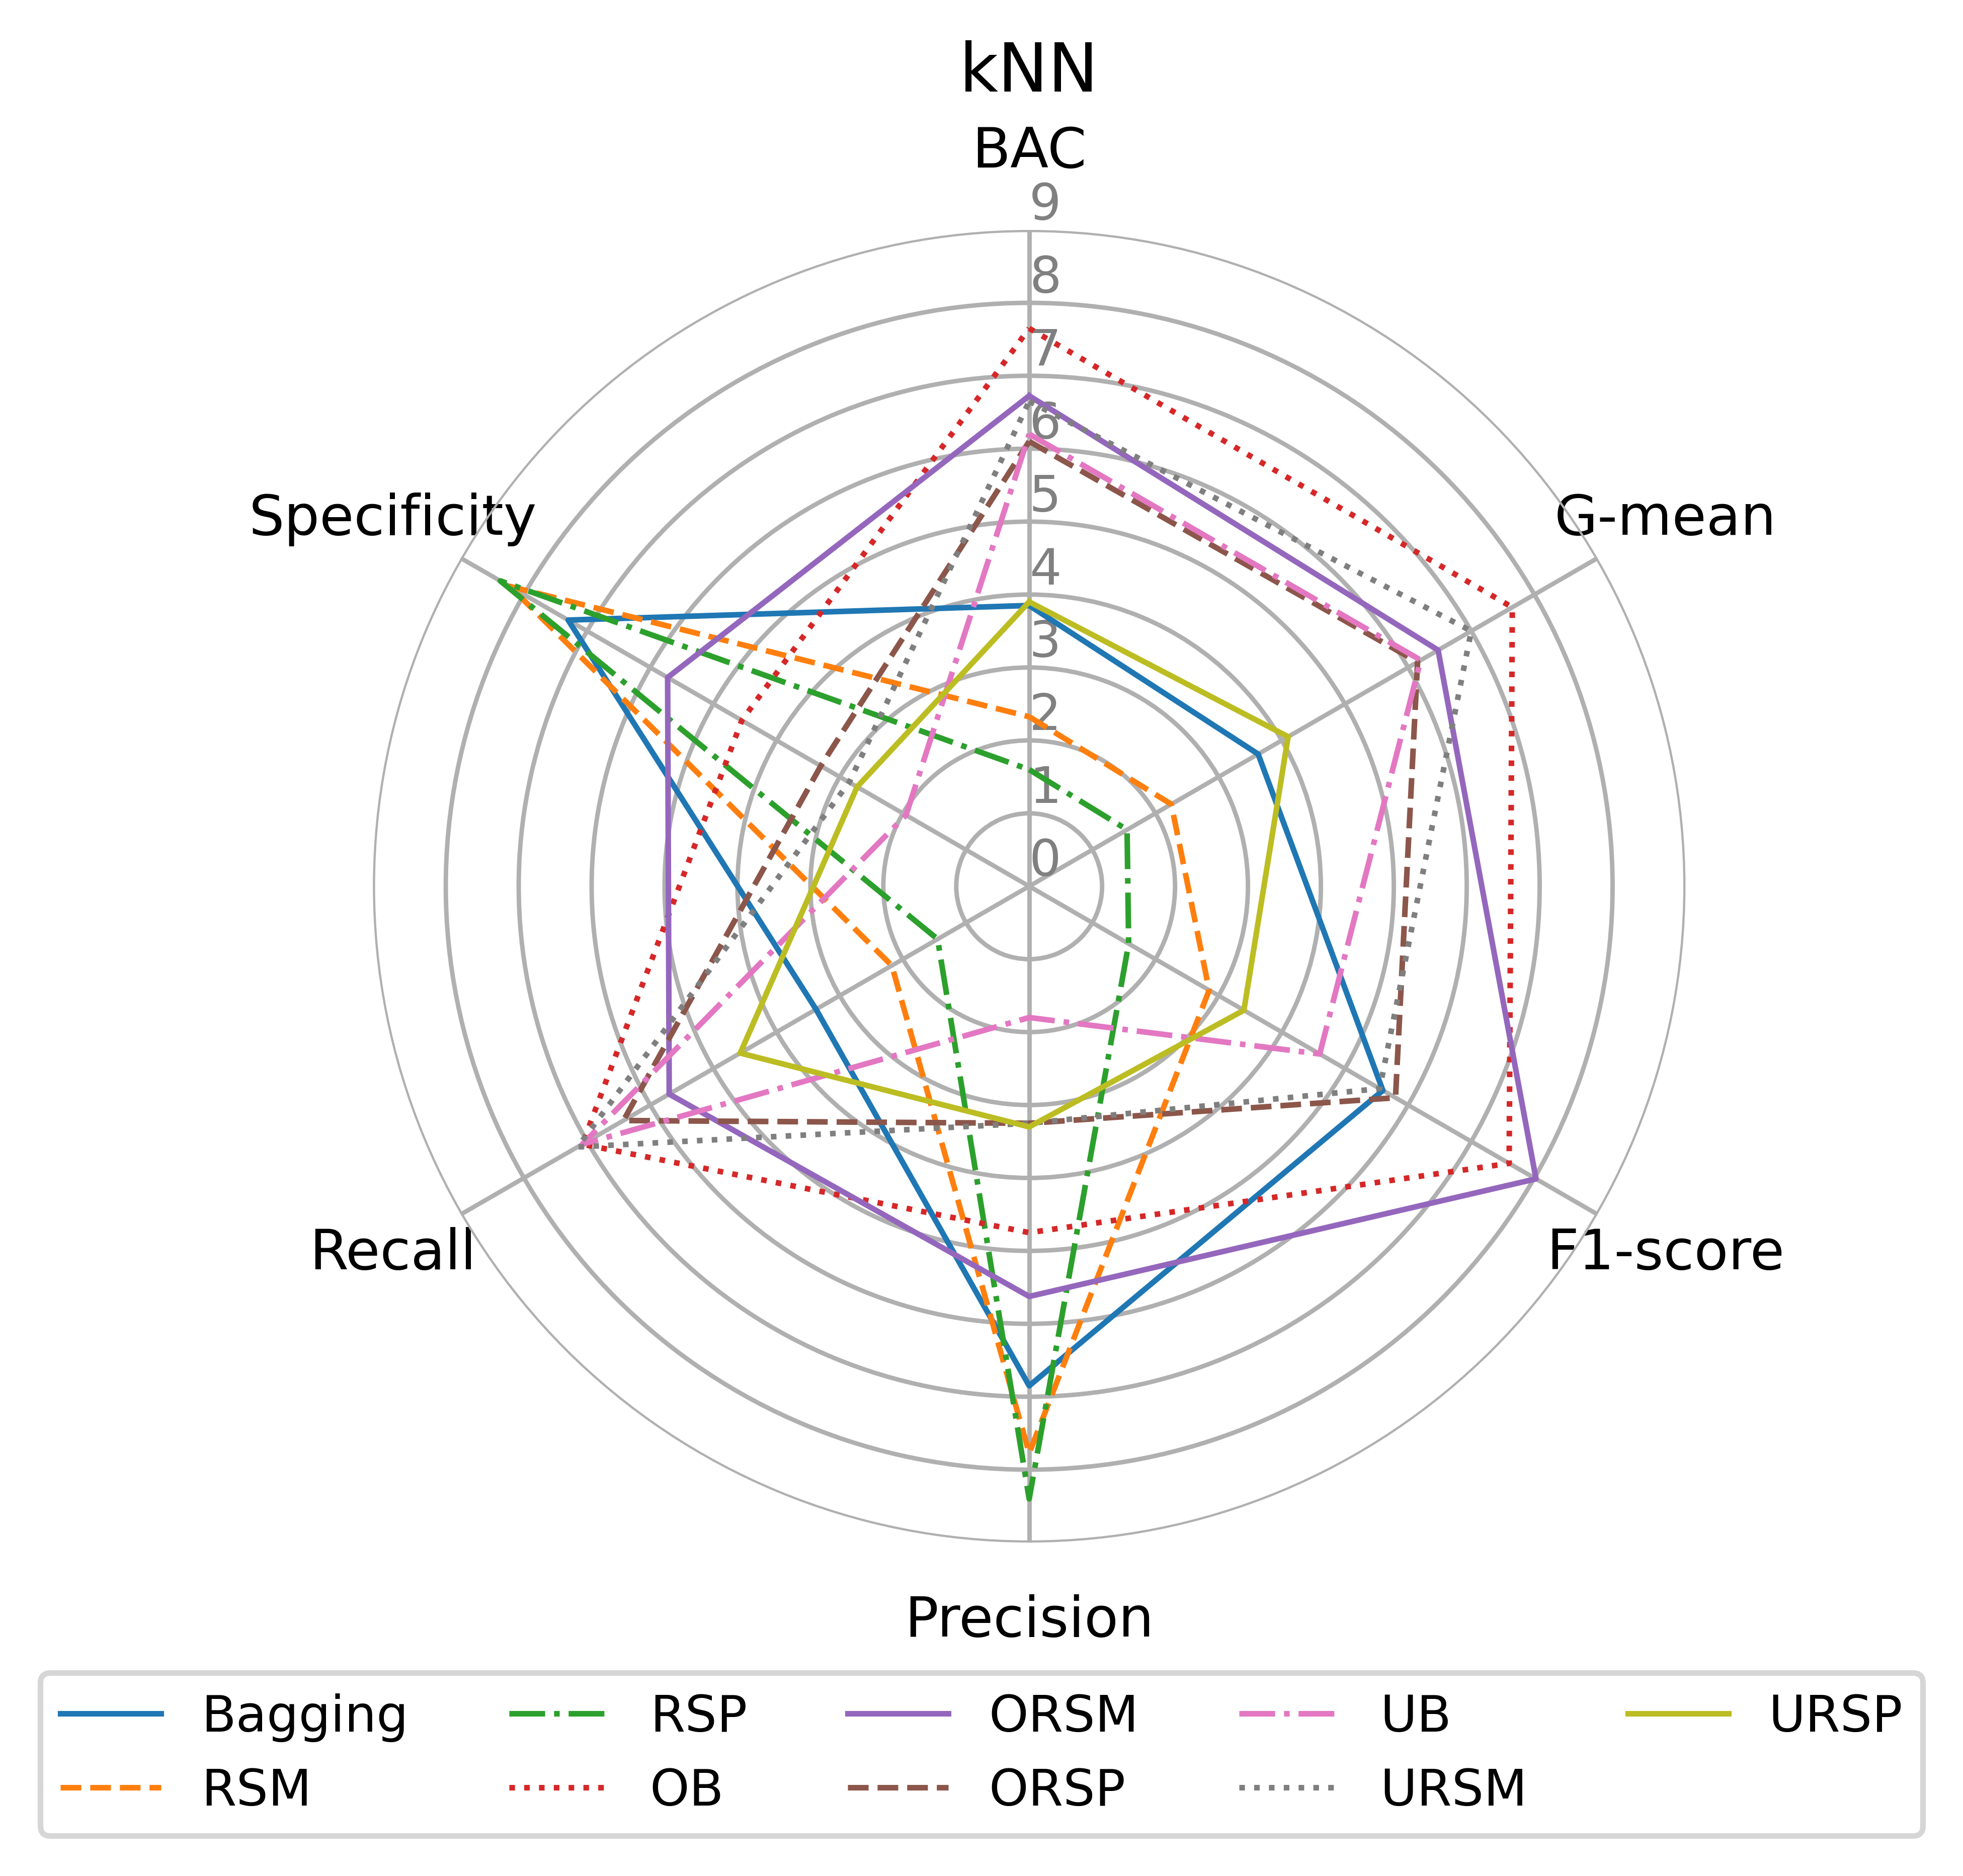 kNN
BAC
9
8
7
6
5
4
3
2
1
0
Specificity
G-mean
Recall
F1-score
Precision
Bagging RSP ORSM UB URSP
RSM OB ORSP URSM